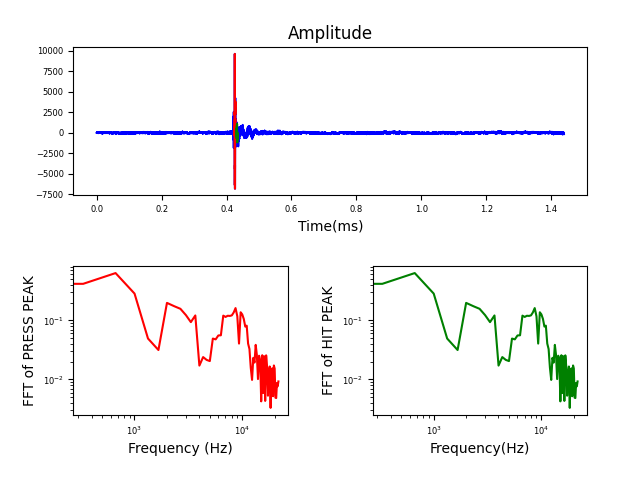 Amplitude
10000
7500
5000
2500
0
−2500
−5000
−7500
0.0 0.2 0.4 0.6 0.8 1.0 1.2 1.4
Time(ms)
FFT of PRESS PEAK
10⁻¹
10⁻²
10³ 10⁴
Frequency (Hz)
FFT of HIT PEAK
10⁻¹
10⁻²
10³ 10⁴
Frequency(Hz)